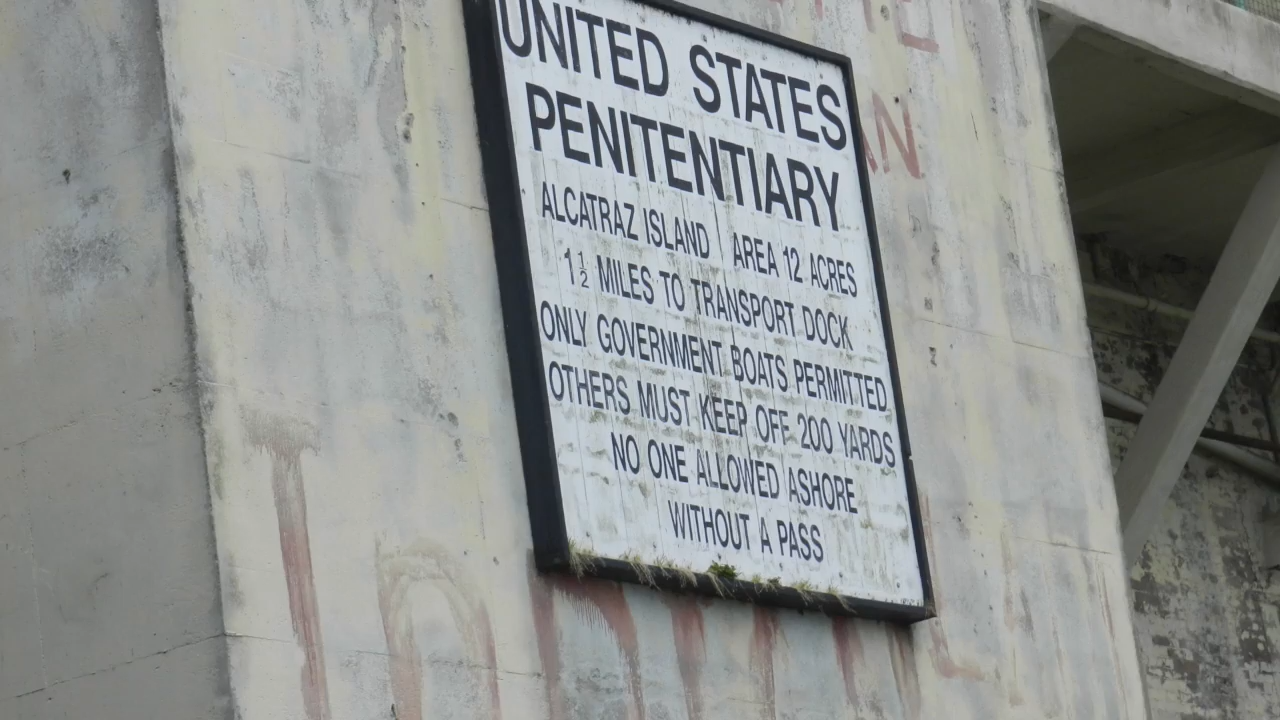 UNITED STATES
PENITENTIARY
ALCATRAZ ISLAND AREA 12 ACRES
1½ MILES TO TRANSPORT DOCK
ONLY GOVERNMENT BOATS PERMITTED
OTHERS MUST KEEP OFF 200 YARDS
NO ONE ALLOWED ASHORE
WITHOUT A PASS